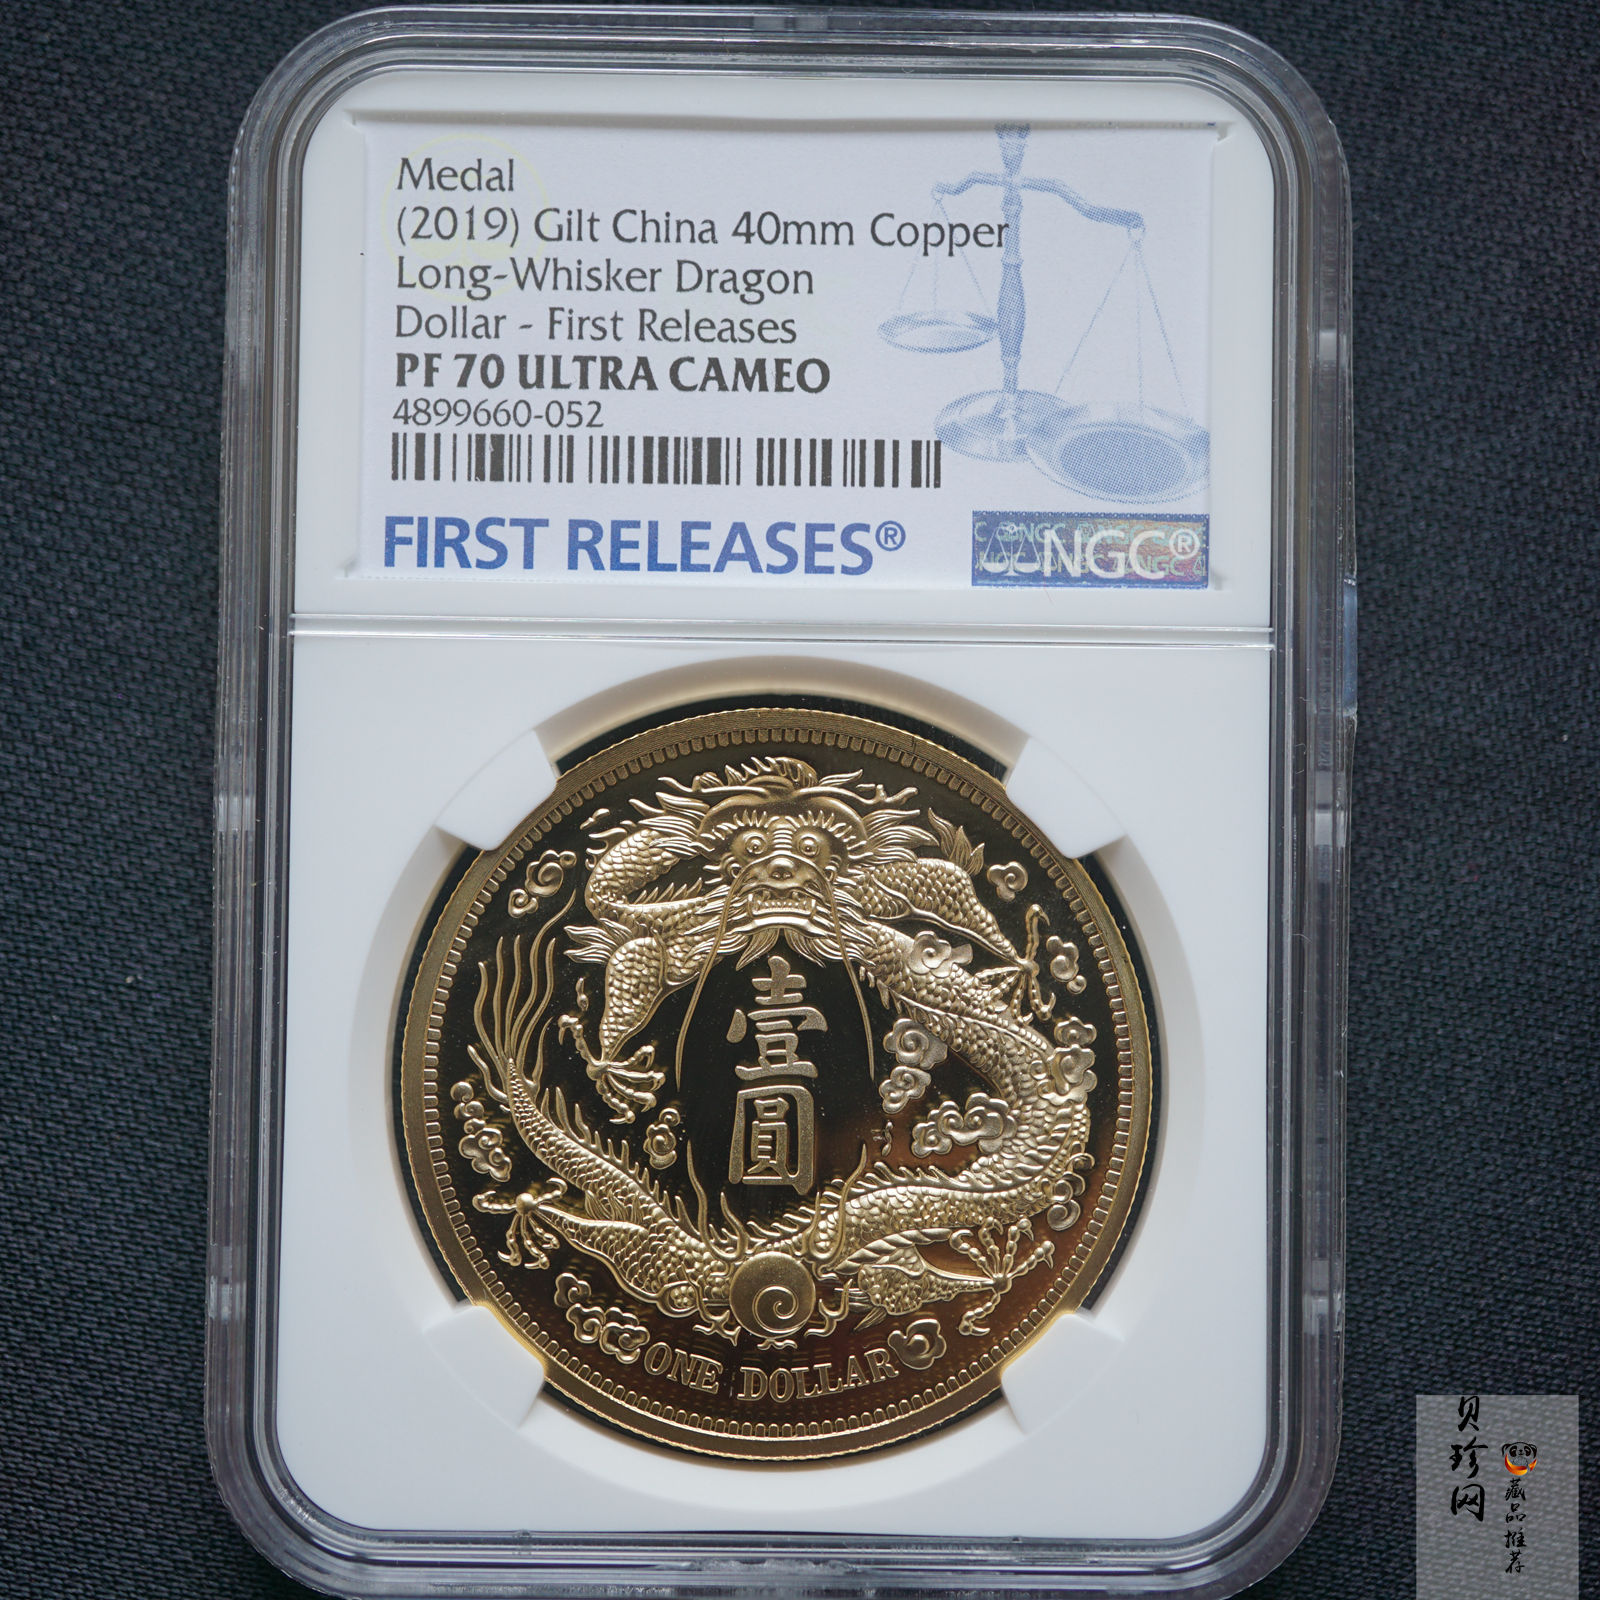 Medal
(2019) Gilt China 40mm Copper
Long-Whisker Dragon
Dollar - First Releases
PF 70 ULTRA CAMEO
4899660-052
FIRST RELEASES®
NGC®
壹
圓
ONE DOLLAR
贝珍网
藏品推荐